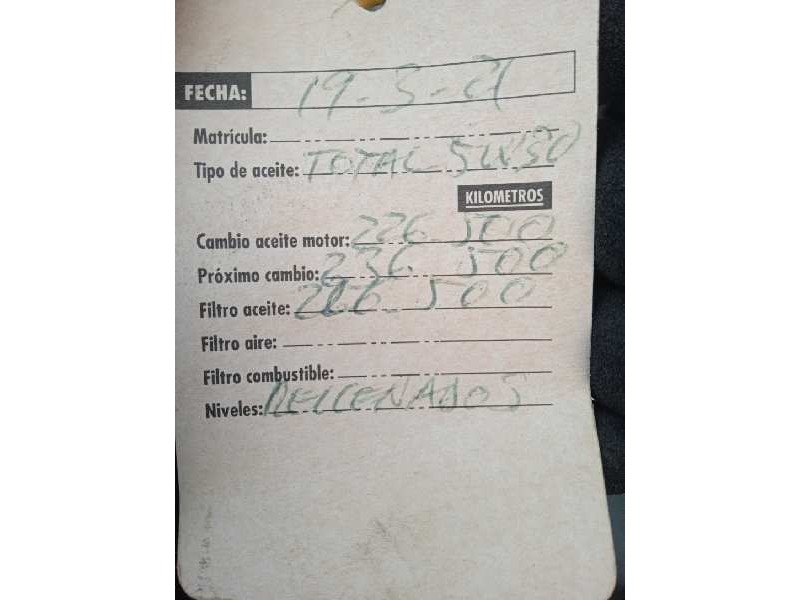 FECHA: 19-3-21
Matrícula:
Tipo de aceite: TOTAL 5W30
KILOMETROS
Cambio aceite motor: 226.500
Próximo cambio: 236.500
Filtro aceite: 226.500
Filtro aire:
Filtro combustible:
Niveles: RELLENADOS